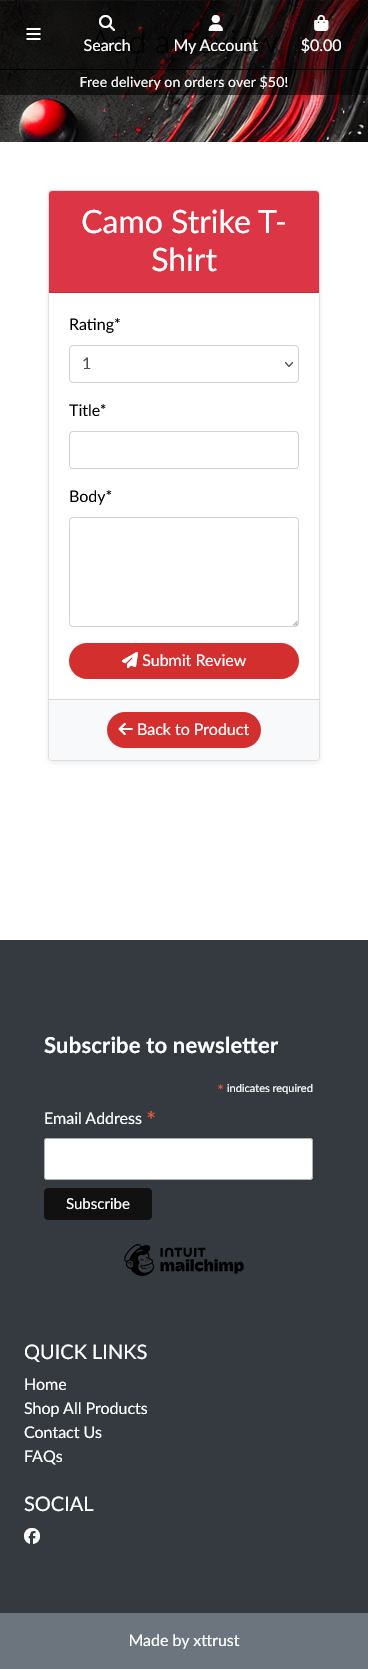 Search
My Account
$0.00
Free delivery on orders over $50!
Camo Strike T-
Shirt
Rating*
1
Title*
Body*
Submit Review
Back to Product
Subscribe to newsletter
* indicates required
Email Address *
Subscribe
INTUIT
mailchimp
QUICK LINKS
Home
Shop All Products
Contact Us
FAQs
SOCIAL
Made by xttrust